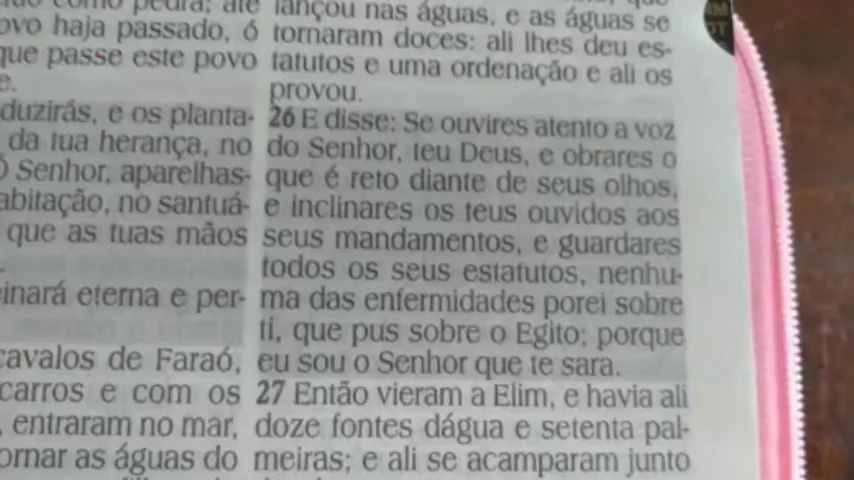 como pedra; até
ovo haja passado, ó
que passe este povo
e.
duzirás, e os planta-
da tua herança, no
Ó Senhor, aparelhas-
abitação, no santuá-
que as tuas mãos
inará eterna e per-
cavalos de Faraó,
carros e com os
, entraram no mar,
ornar as águas do
lançou nas águas, e as águas se
tornaram doces: ali lhes deu es-
tatutos e uma ordenação e ali os
provou.
26 E disse: Se ouvires atento a voz
do Senhor, teu Deus, e obrares o
que é reto diante de seus olhos,
e inclinares os teus ouvidos aos
seus mandamentos, e guardares
todos os seus estatutos, nenhu-
ma das enfermidades porei sobre
ti, que pus sobre o Egito; porque
eu sou o Senhor que te sara.
27 Então vieram a Elim, e havia ali
doze fontes dágua e setenta pal-
meiras; e ali se acamparam junto